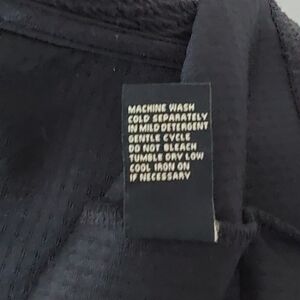 MACHINE WASH
COLD SEPARATELY
IN MILD DETERGENT
GENTLE CYCLE
DO NOT BLEACH
TUMBLE DRY LOW
COOL IRON ON
IF NECESSARY